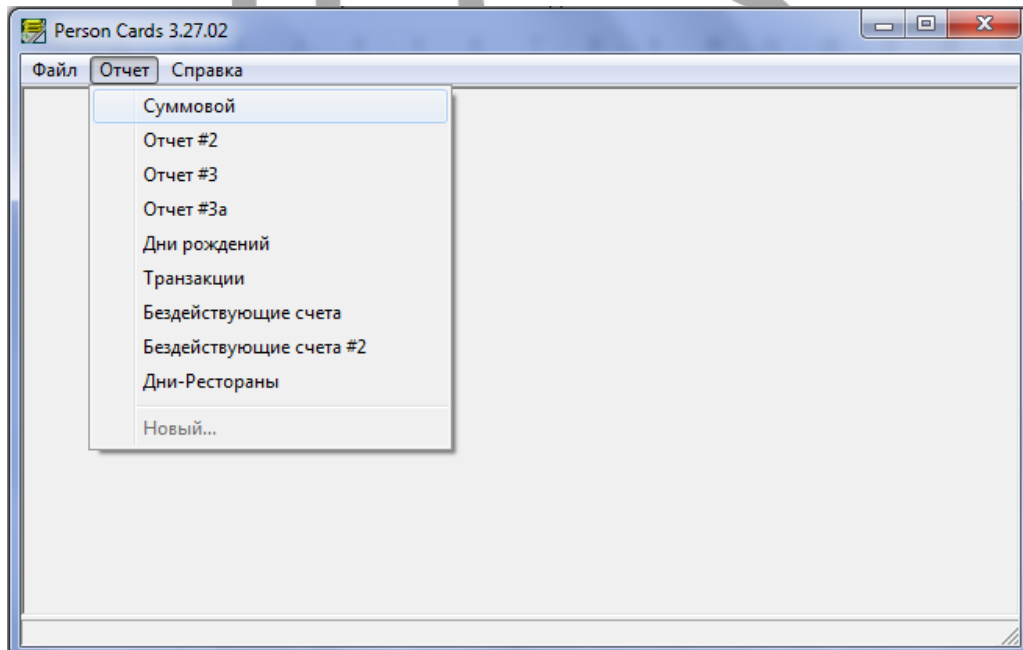 Person Cards 3.27.02
Файл Отчет Справка
Суммовой
Отчет #2
Отчет #3
Отчет #3а
Дни рождений
Транзакции
Бездействующие счета
Бездействующие счета #2
Дни-Рестораны
Новый...